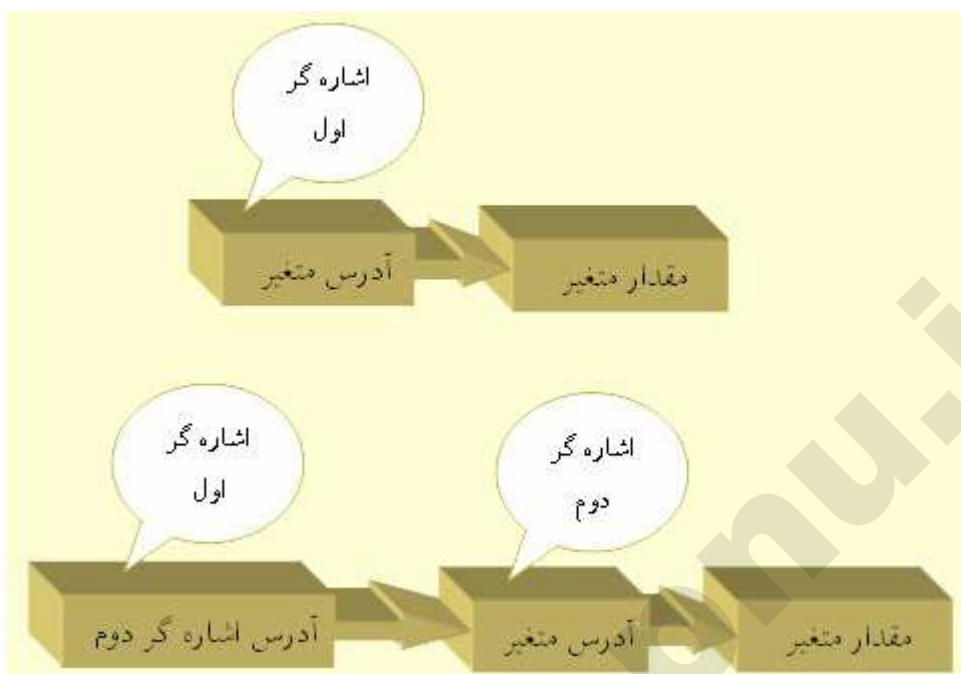 اشاره گر
اول
آدرس متغیر
مقدار متغیر
اشاره گر
اول
اشاره گر
دوم
آدرس اشاره گر دوم
آدرس متغیر
مقدار متغیر